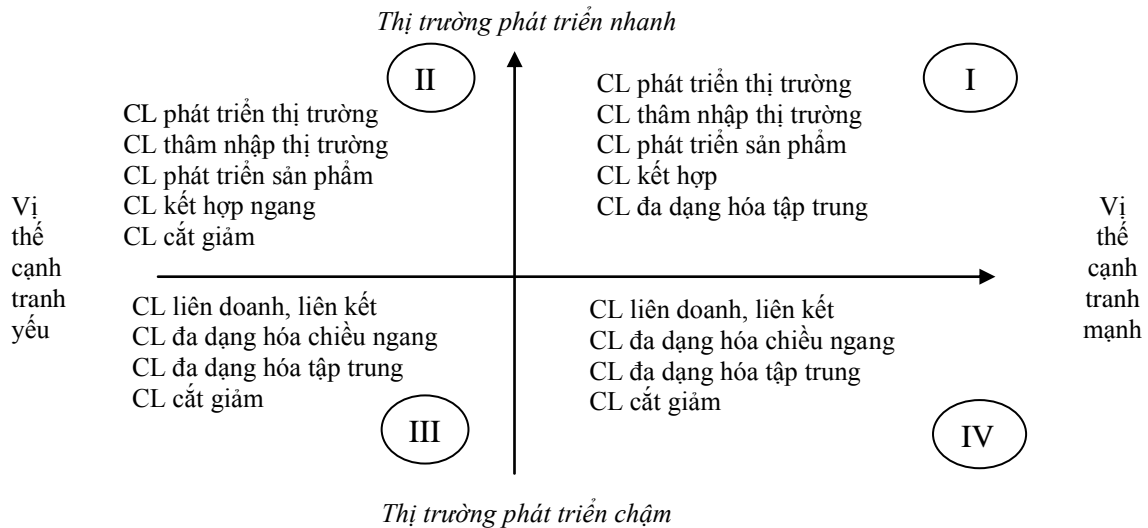 Thị trường phát triển nhanh
II
I
CL phát triển thị trường
CL thâm nhập thị trường
CL phát triển sản phẩm
CL kết hợp ngang
CL cắt giảm
CL phát triển thị trường
CL thâm nhập thị trường
CL phát triển sản phẩm
CL kết hợp
CL đa dạng hóa tập trung
Vị
thế
cạnh
tranh
yếu
Vị
thế
cạnh
tranh
mạnh
CL liên doanh, liên kết
CL đa dạng hóa chiều ngang
CL đa dạng hóa tập trung
CL cắt giảm
III
CL liên doanh, liên kết
CL đa dạng hóa chiều ngang
CL đa dạng hóa tập trung
CL cắt giảm
IV
Thị trường phát triển chậm